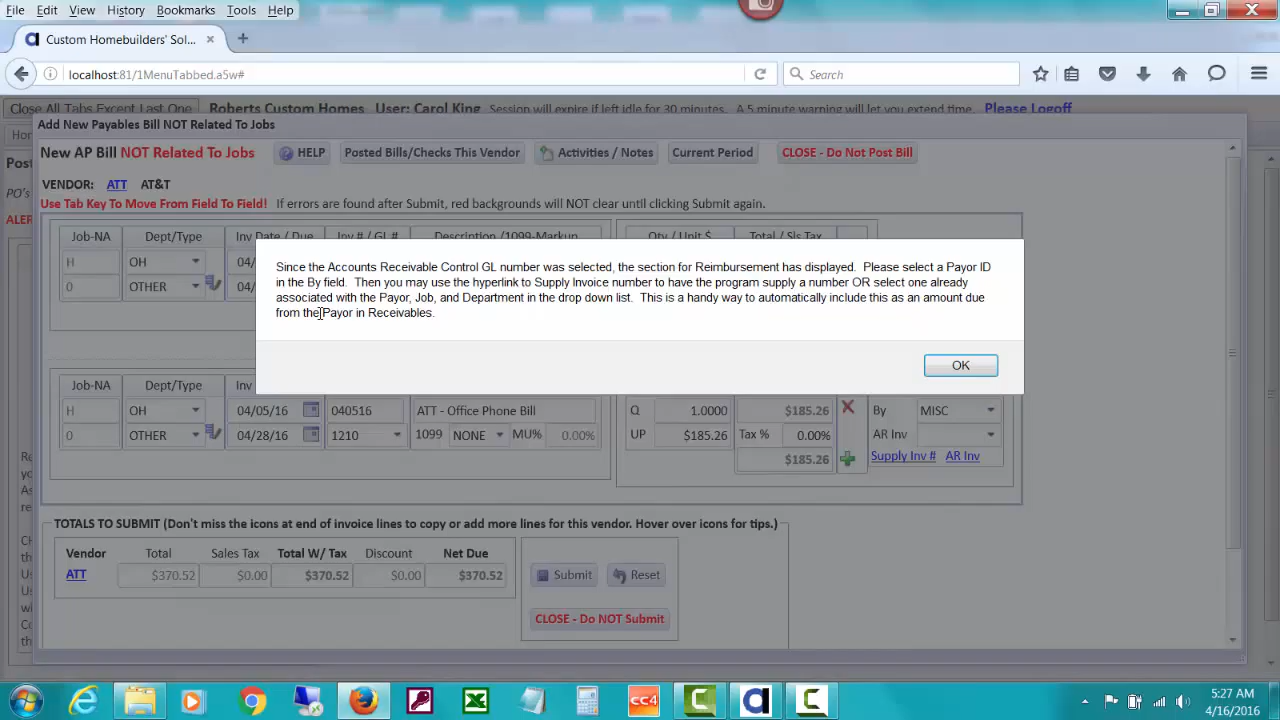 File Edit View History Bookmarks Tools Help
Custom Homebuilders' Sol...
localhost:81/1MenuTabbed.a5w#
Search
Close All Tabs Except Last One Roberts Custom Homes User: Carol King Session will expire if left idle for 30 minutes. A 5 minute warning will let you extend time. Please Logoff
Add New Payables Bill NOT Related To Jobs
New AP Bill NOT Related To Jobs HELP Posted Bills/Checks This Vendor Activities / Notes Current Period CLOSE - Do Not Post Bill
VENDOR: ATT AT&T
Use Tab Key To Move From Field To Field! If errors are found after Submit, red backgrounds will NOT clear until clicking Submit again.
Job-NA Dept/Type Inv Date / Due Inv # / GL # Description /1099-Markup Qty / Unit $ Total / Sls Tax
H OH 04/
0 OTHER 04/
Since the Accounts Receivable Control GL number was selected, the section for Reimbursement has displayed. Please select a Payor ID
in the By field. Then you may use the hyperlink to Supply Invoice number to have the program supply a number OR select one already
associated with the Payor, Job, and Department in the drop down list. This is a handy way to automatically include this as an amount due
from the Payor in Receivables.
OK
Job-NA Dept/Type Inv
H OH 04/05/16 040516 ATT - Office Phone Bill Q 1.0000 $185.26 By MISC
0 OTHER 04/28/16 1210 1099 NONE MU% 0.00% UP $185.26 Tax % 0.00% AR Inv
$185.26 Supply Inv # AR Inv
TOTALS TO SUBMIT (Don't miss the icons at end of invoice lines to copy or add more lines for this vendor. Hover over icons for tips.)
Vendor Total Sales Tax Total W/ Tax Discount Net Due
ATT $370.52 $0.00 $370.52 $0.00 $370.52 Submit Reset
CLOSE - Do NOT Submit
CC4
5:27 AM
4/16/2016